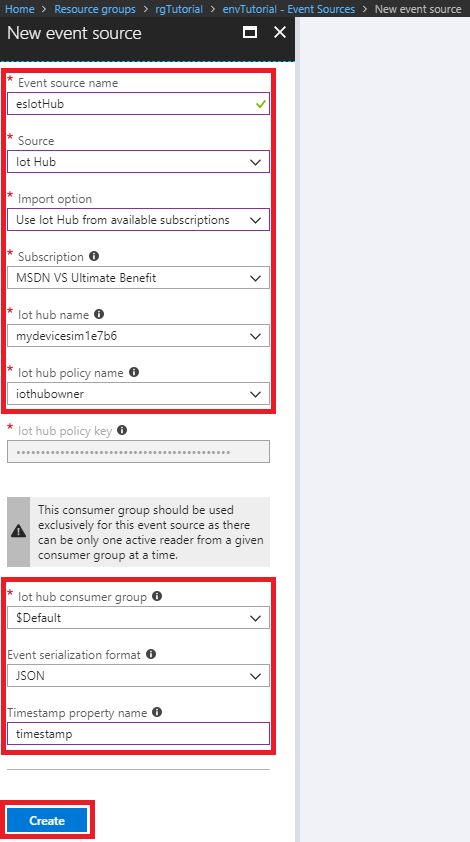 Home > Resource groups > rgTutorial > envTutorial - Event Sources > New event source
New event source
* Event source name
esIotHub
* Source
Iot Hub
* Import option
Use Iot Hub from available subscriptions
* Subscription
MSDN VS Ultimate Benefit
* Iot hub name
mydevicesim1e7b6
* Iot hub policy name
iothubowner
* Iot hub policy key
This consumer group should be used
exclusively for this event source as there
can be only one active reader from a given
consumer group at a time.
* Iot hub consumer group
$Default
Event serialization format
JSON
Timestamp property name
timestamp
Create